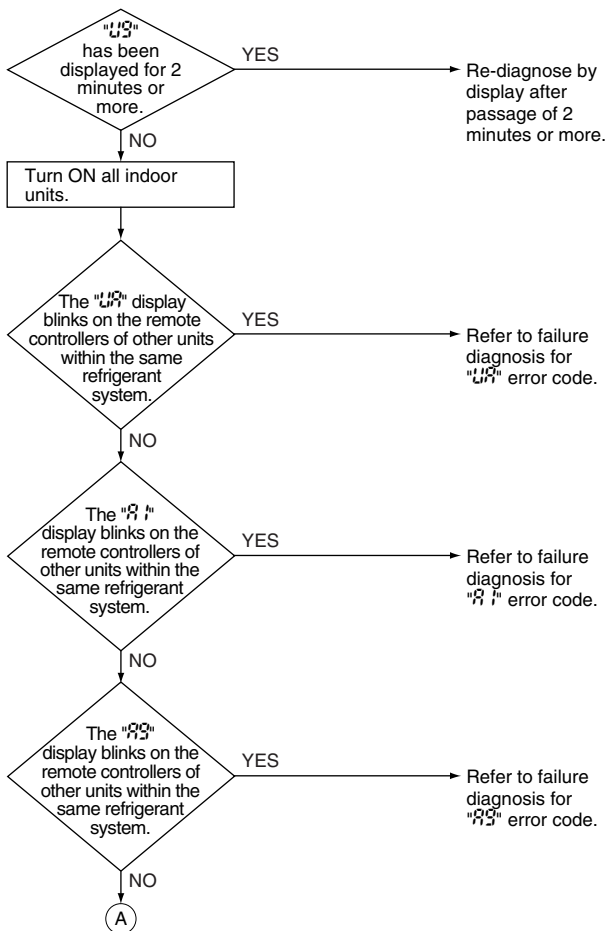 "U9"
has been
displayed for 2
minutes or
more.
YES
Re-diagnose by
display after
passage of 2
minutes or more.
NO
Turn ON all indoor
units.
The "UA" display
blinks on the remote
controllers of other units
within the same
refrigerant
system.
YES
Refer to failure
diagnosis for
"UA" error code.
NO
The "A1"
display blinks on the
remote controllers of
other units within the
same refrigerant
system.
YES
Refer to failure
diagnosis for
"A1" error code.
NO
The "A9"
display blinks on the
remote controllers of
other units within the
same refrigerant
system.
YES
Refer to failure
diagnosis for
"A9" error code.
NO
A